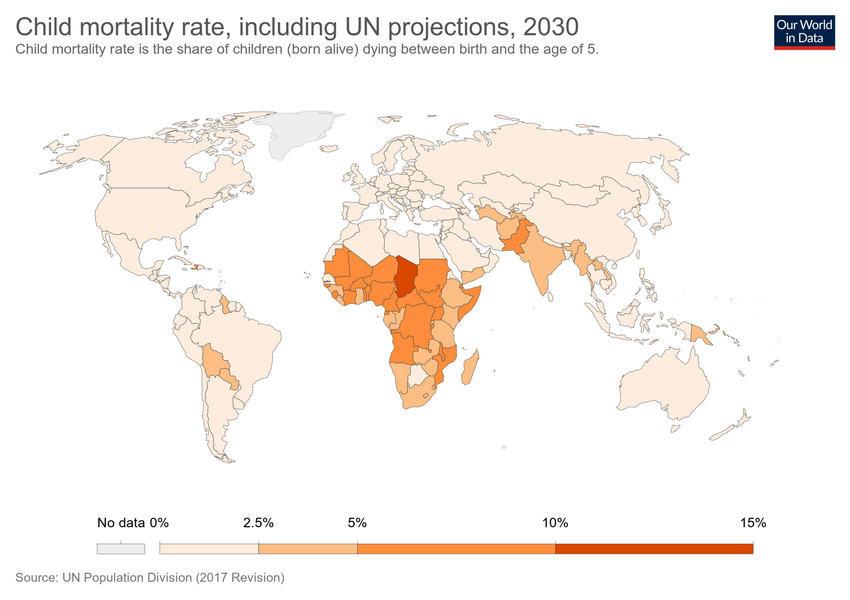 Child mortality rate, including UN projections, 2030
Child mortality rate is the share of children (born alive) dying between birth and the age of 5.
Our World
in Data
No data 0% 2.5% 5% 10% 15%
Source: UN Population Division (2017 Revision)